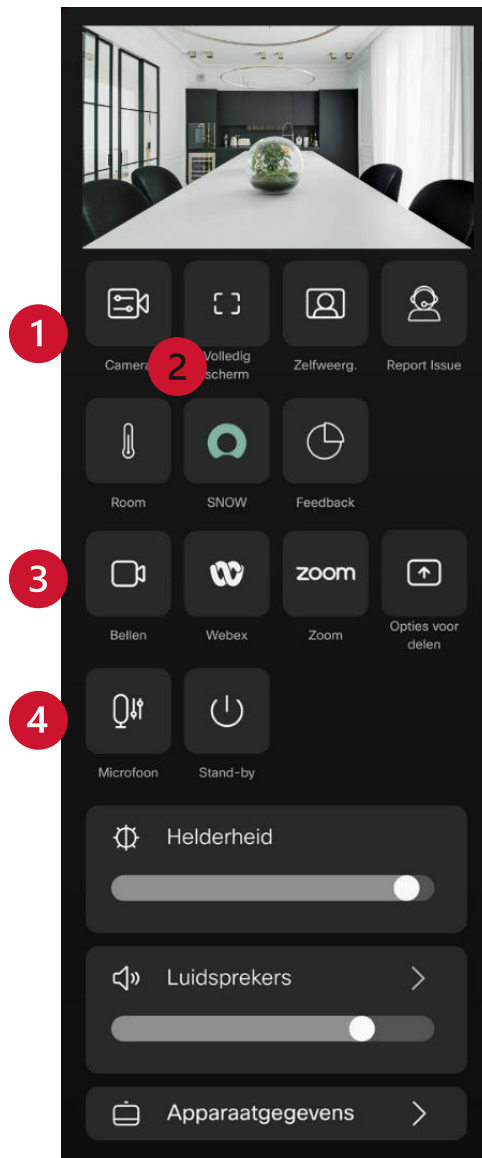 1
Camera
2
Volledig
scherm
Zelfweerg.
Report Issue
Room
SNOW
Feedback
3
zoom
Bellen
Webex
Zoom
Opties voor
delen
4
Microfoon
Stand-by
Helderheid
Luidsprekers
Apparaatgegevens